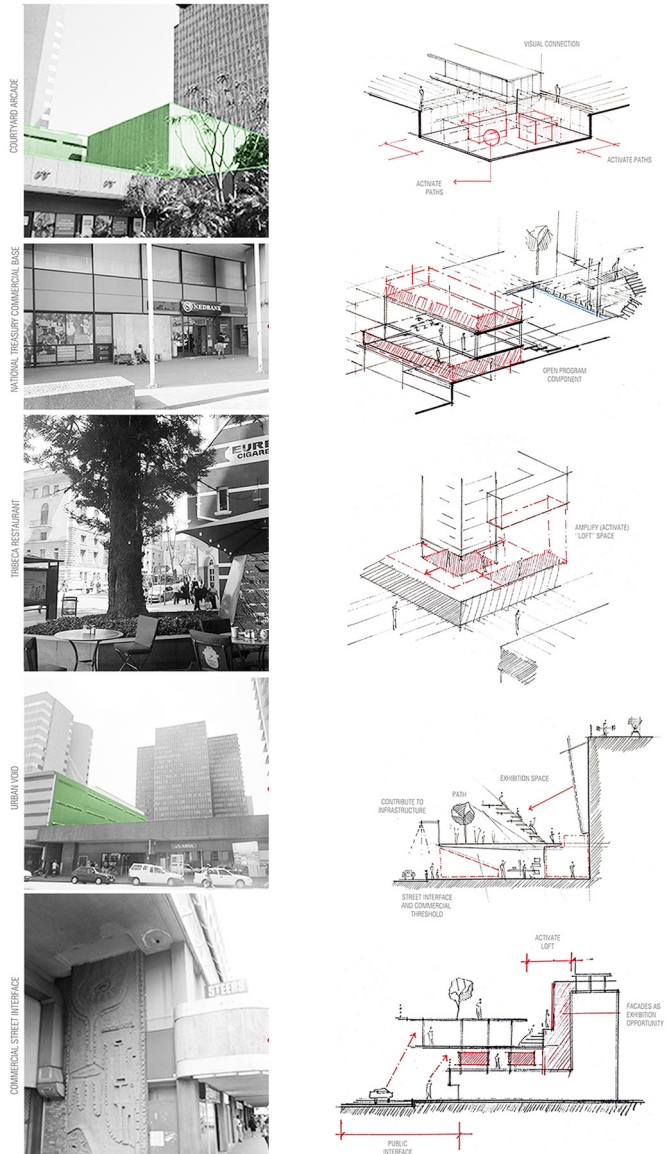 COURTYARD ARCADE
VISUAL CONNECTION
ACTIVATE PATHS
ACTIVATE
PATHS
NATIONAL TREASURY COMMERCIAL BASE
NEDBANK
OPEN PROGRAM
COMPONENT
TRIBECA RESTAURANT
EURE
CIGARE
AMPLIFY (ACTIVATE)
"LOFT" SPACE
URBAN VOID
EXHIBITION SPACE
PATH
CONTRIBUTE TO
INFRASTRUCTURE
STREET INTERFACE
AND COMMERCIAL
THRESHOLD
COMMERCIAL STREET INTERFACE
STEERS
ACTIVATE
LOFT
FACADES AS
EXHIBITION
OPPORTUNITY
PUBLIC
INTERFACE